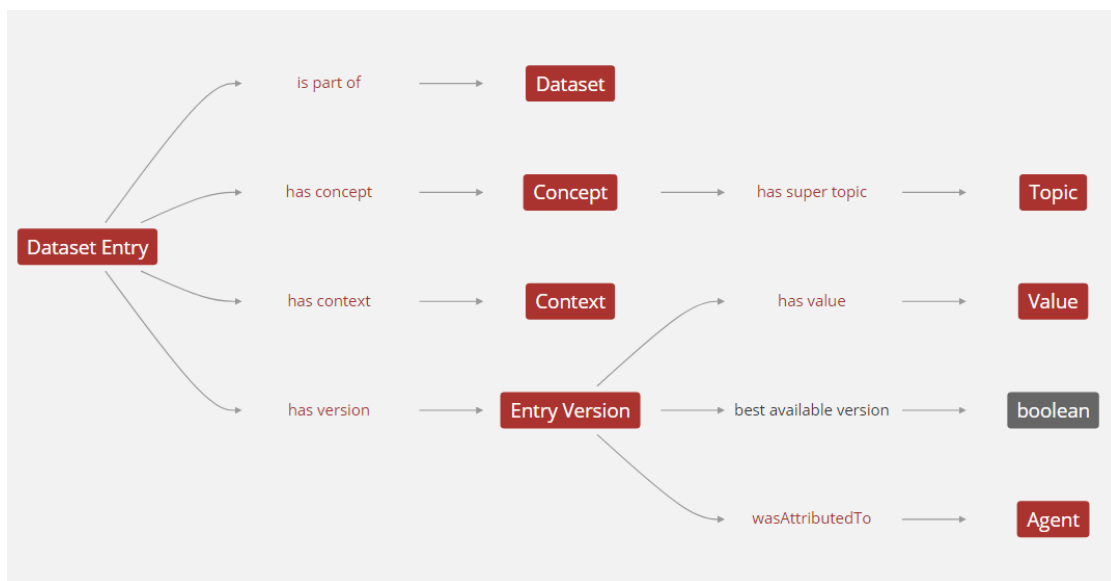 is part of
Dataset
has concept
Concept
has super topic
Topic
Dataset Entry
has context
Context
has value
Value
has version
Entry Version
best available version
boolean
wasAttributedTo
Agent